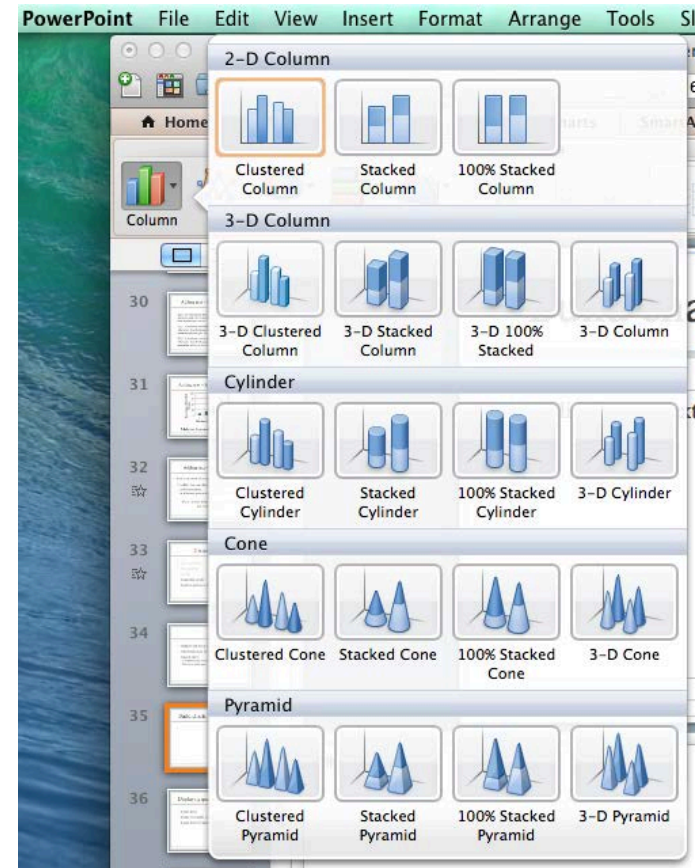 PowerPoint File Edit View Insert Format Arrange Tools
Home
Column
2-D Column
Clustered Column
Stacked Column
100% Stacked Column
3-D Column
3-D Clustered Column
3-D Stacked Column
3-D 100% Stacked
3-D Column
Cylinder
Clustered Cylinder
Stacked Cylinder
100% Stacked Cylinder
3-D Cylinder
Cone
Clustered Cone
Stacked Cone
100% Stacked Cone
3-D Cone
Pyramid
Clustered Pyramid
Stacked Pyramid
100% Stacked Pyramid
3-D Pyramid
30
31
32
33
34
35
36